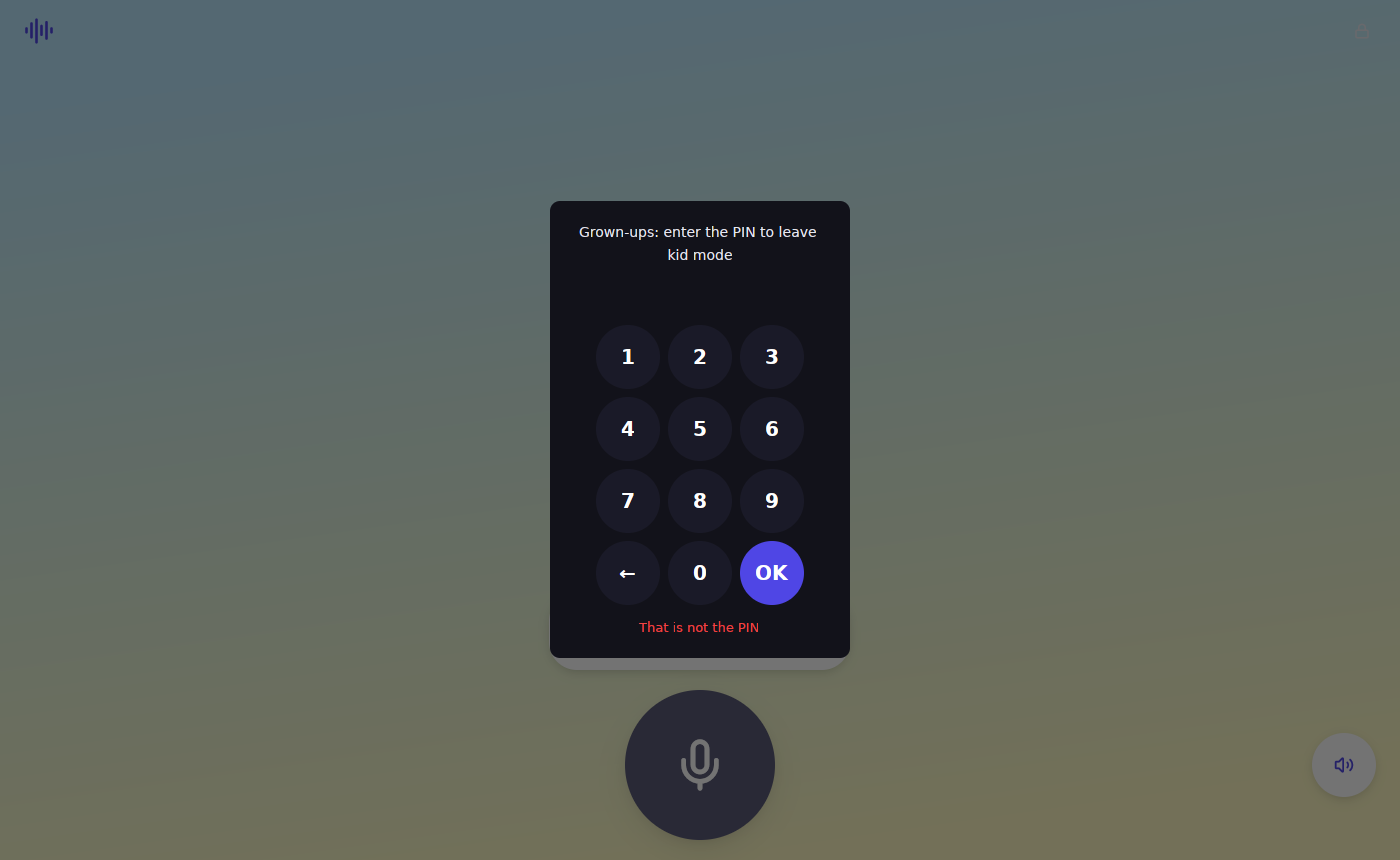 Grown-ups: enter the PIN to leave
kid mode
1 2 3
4 5 6
7 8 9
← 0 OK
That is not the PIN